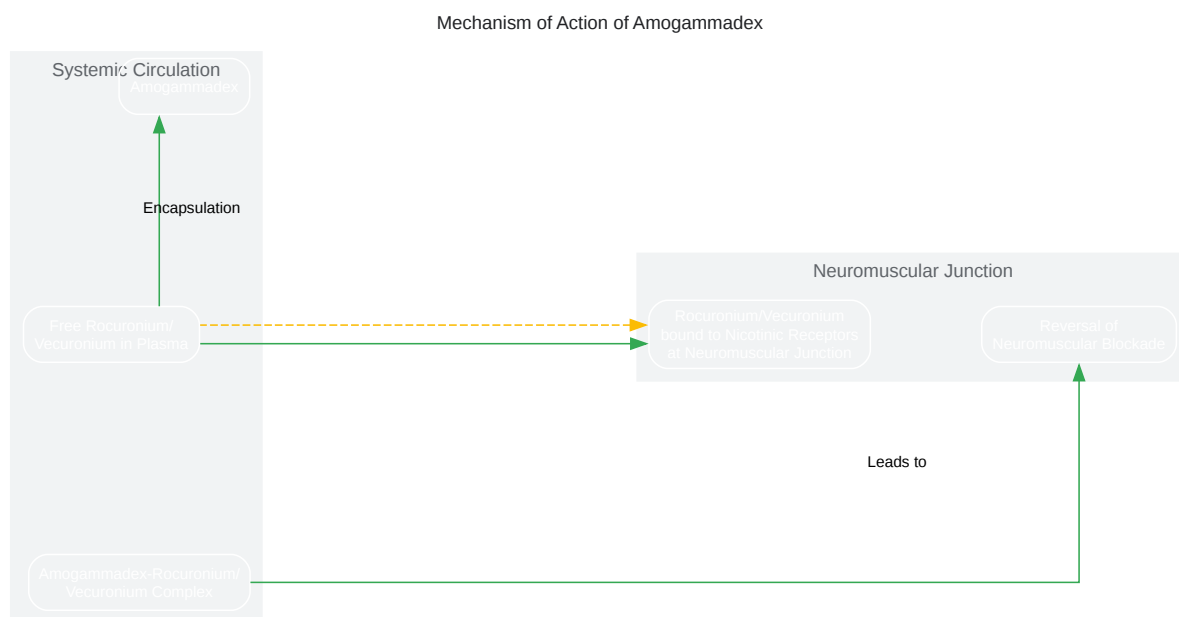 Mechanism of Action of Amogammadex
Systemic Circulation
Amogammadex
Encapsulation
Free Rocuronium/
Vecuronium in Plasma
Neuromuscular Junction
Rocuronium/Vecuronium
bound to Nicotinic Receptors
at Neuromuscular Junction
Reversal of
Neuromuscular Blockade
Leads to
Amogammadex-Rocuronium/
Vecuronium Complex